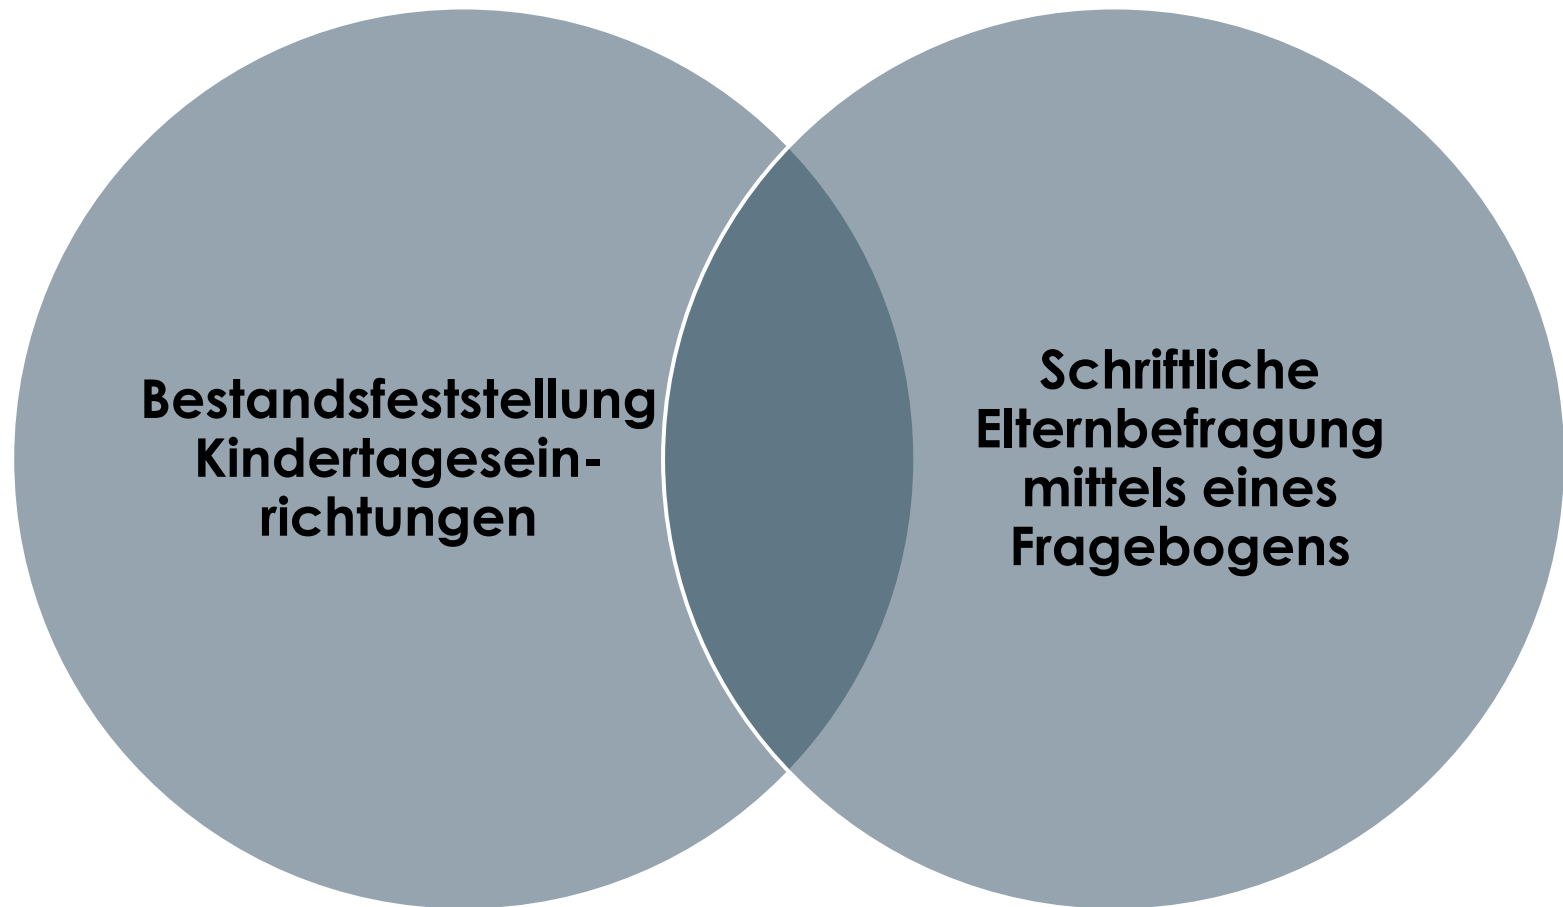 Bestandsfeststellung
Kindertagesein-
richtungen
Schriftliche
Elternbefragung
mittels eines
Fragebogens